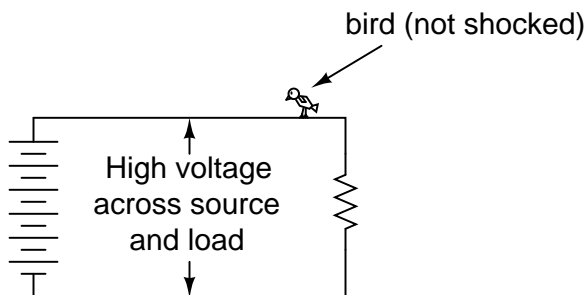 bird (not shocked)
High voltage
across source
and load